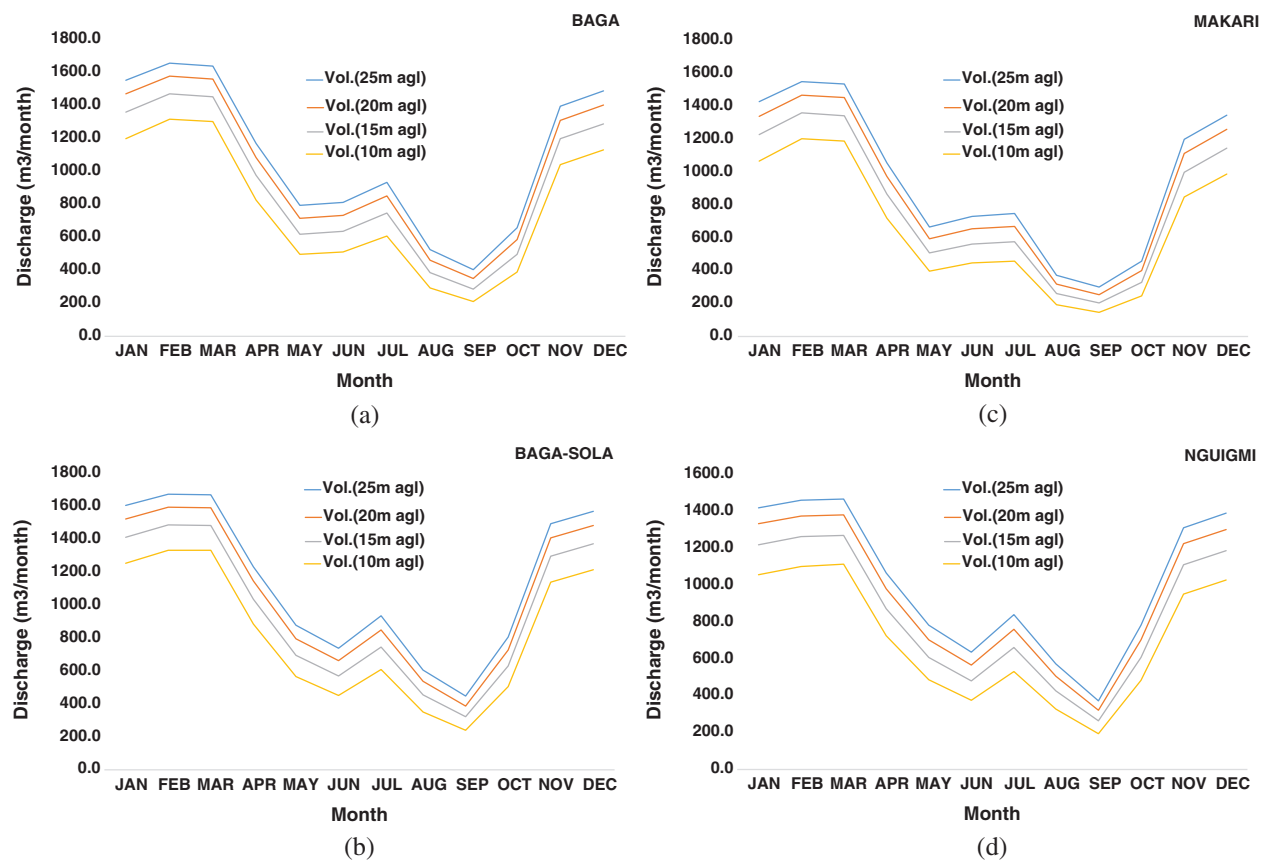 BAGA
1800.0
1600.0
1400.0
1200.0
1000.0
800.0
600.0
400.0
200.0
0.0
Discharge (m3/month)
Vol.(25m agl)
Vol.(20m agl)
Vol.(15m agl)
Vol.(10m agl)
JAN FEB MAR APR MAY JUN JUL AUG SEP OCT NOV DEC
Month
(a)
MAKARI
1800.0
1600.0
1400.0
1200.0
1000.0
800.0
600.0
400.0
200.0
0.0
Discharge (m3/month)
Vol.(25m agl)
Vol.(20m agl)
Vol.(15m agl)
Vol.(10m agl)
JAN FEB MAR APR MAY JUN JUL AUG SEP OCT NOV DEC
Month
(c)
BAGA-SOLA
1800.0
1600.0
1400.0
1200.0
1000.0
800.0
600.0
400.0
200.0
0.0
Discharge (m3/month)
Vol.(25m agl)
Vol.(20m agl)
Vol.(15m agl)
Vol.(10m agl)
JAN FEB MAR APR MAY JUN JUL AUG SEP OCT NOV DEC
Month
(b)
NGUIGMI
1600.0
1400.0
1200.0
1000.0
800.0
600.0
400.0
200.0
0.0
Discharge (m3/month)
Vol.(25m agl)
Vol.(20m agl)
Vol.(15m agl)
Vol.(10m agl)
JAN FEB MAR APR MAY JUN JUL AUG SEP OCT NOV DEC
Month
(d)